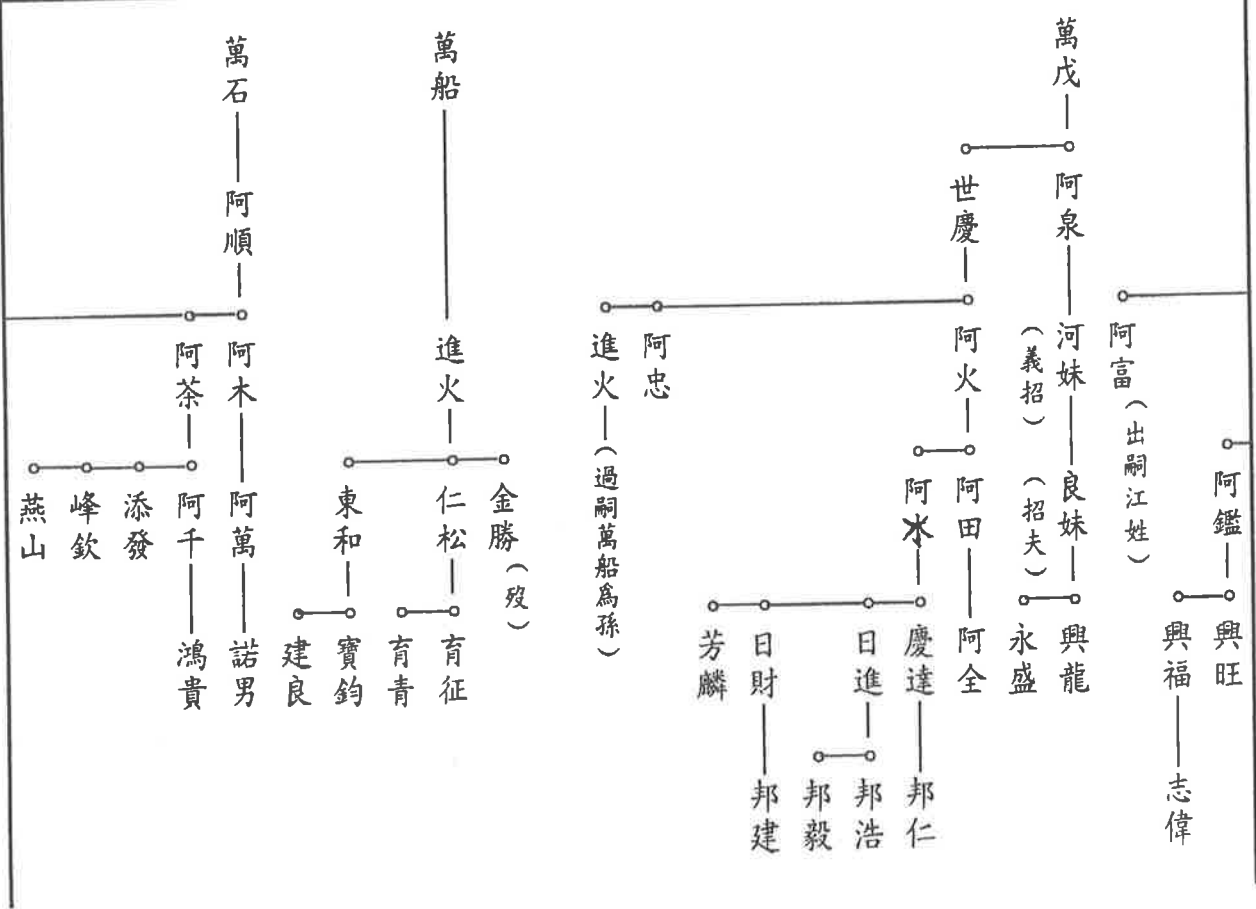 阿鑑
興旺
興福
志偉
阿富
（出嗣江姓）
萬戊
阿泉
河妹
（義招）
良妹
（招夫）
興龍
永盛
世慶
阿火
阿田
阿全
阿水
慶達
邦仁
日進
邦浩
邦毅
日財
邦建
芳麟
阿忠
進火
（過嗣萬船爲孫）
萬船
進火
金勝
（歿）
仁松
育征
育青
東和
寶鈞
建良
萬石
阿順
阿木
阿萬
諾男
阿茶
阿千
鴻貴
添發
峰欽
燕山